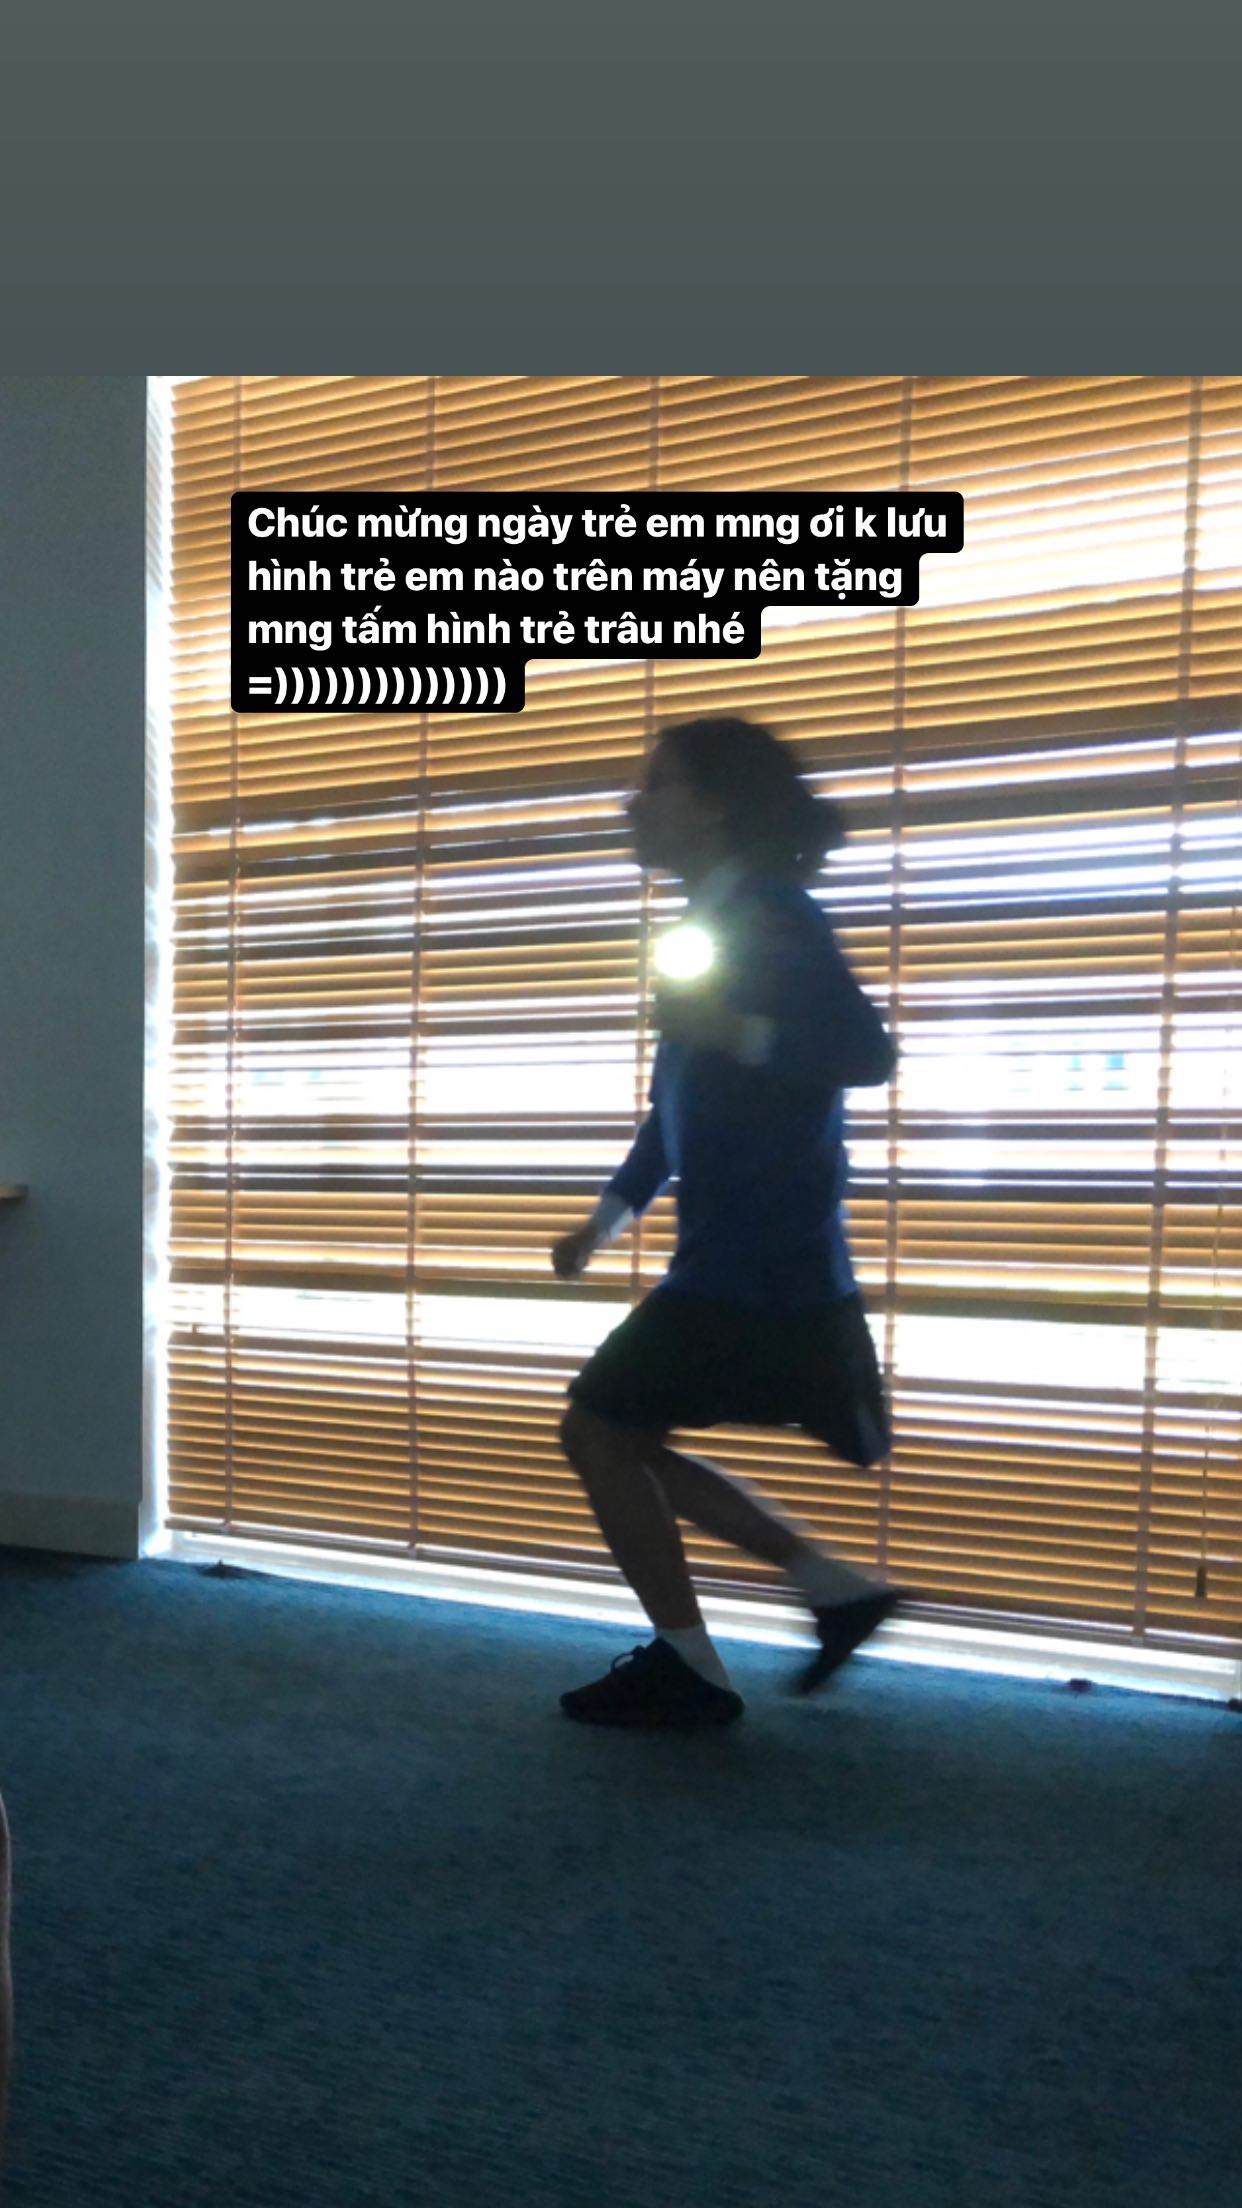 Chúc mừng ngày trẻ em mng ơi k lưu
hình trẻ em nào trên máy nên tặng
mng tấm hình trẻ trâu nhé
=))))))))))))))